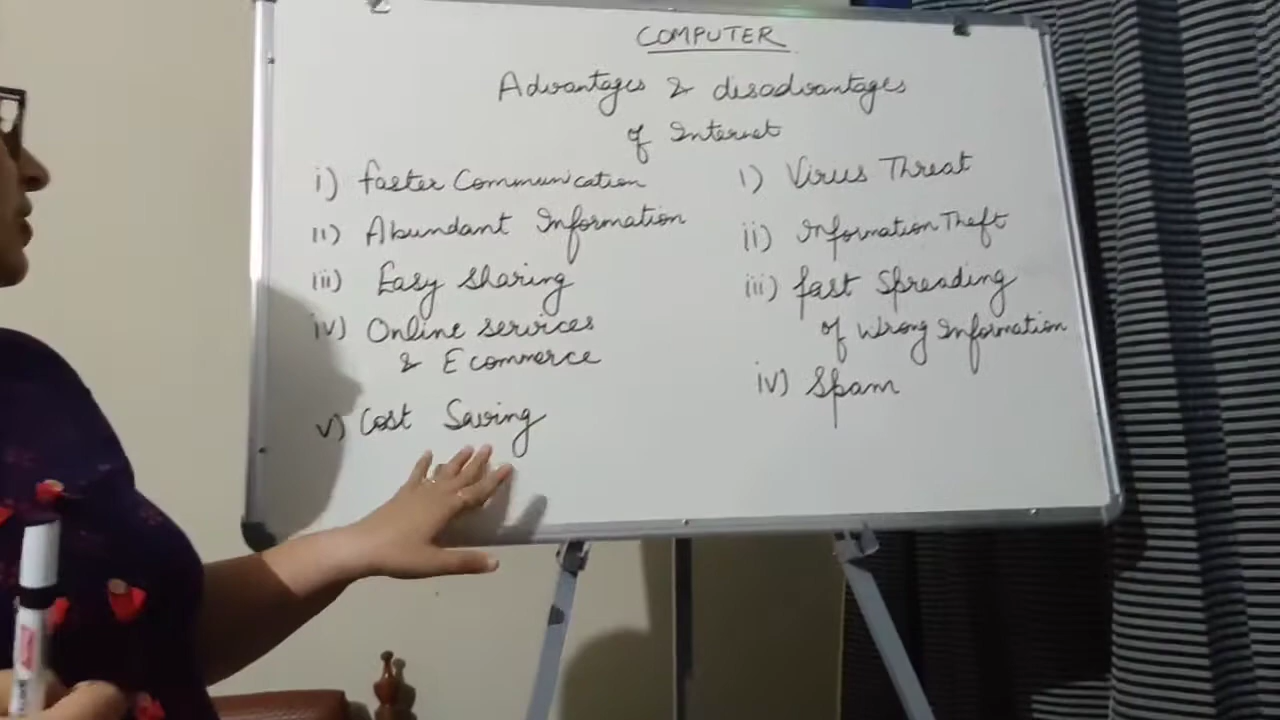 COMPUTER
Advantages & disadvantages
of Internet
i) faster Communication
ii) Abundant Information
iii) Easy sharing
iv) Online services
& Ecommerce
v) Cost Saving
i) Virus Threat
ii) Information Theft
iii) fast Spreading
of Wrong Information
iv) Spam